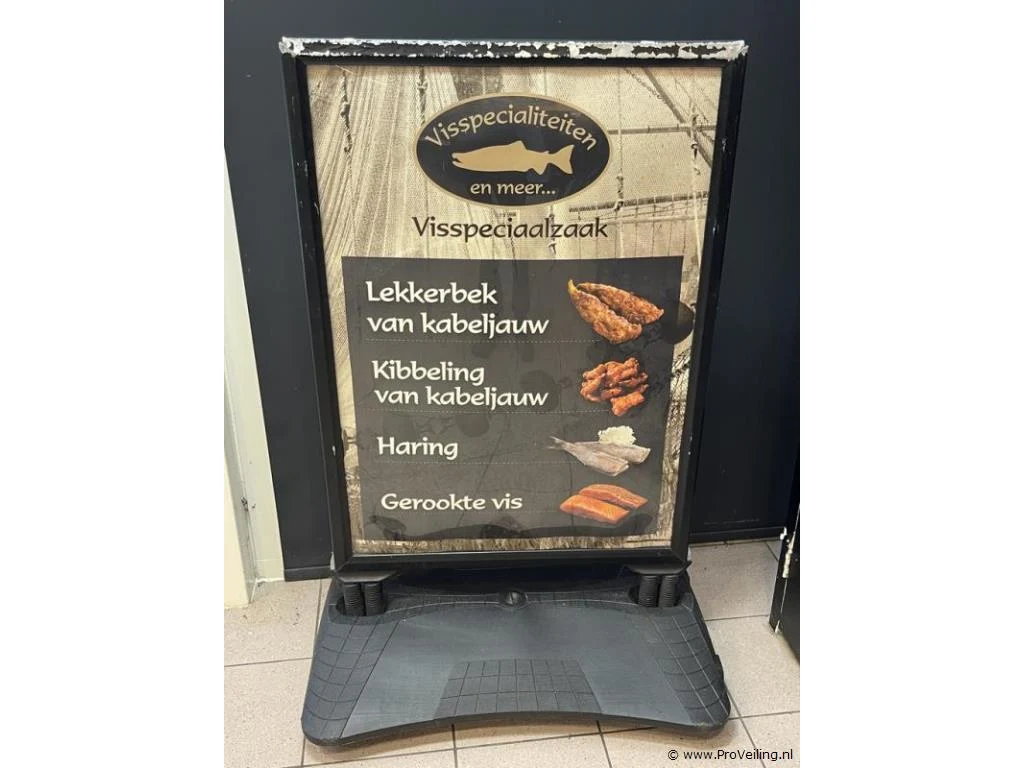 Visspecialiteiten
en meer...
Visspeciaalzaak
Lekkerbek
van kabeljauw
Kibbeling
van kabeljauw
Haring
Gerookte vis
© www.ProVeiling.nl